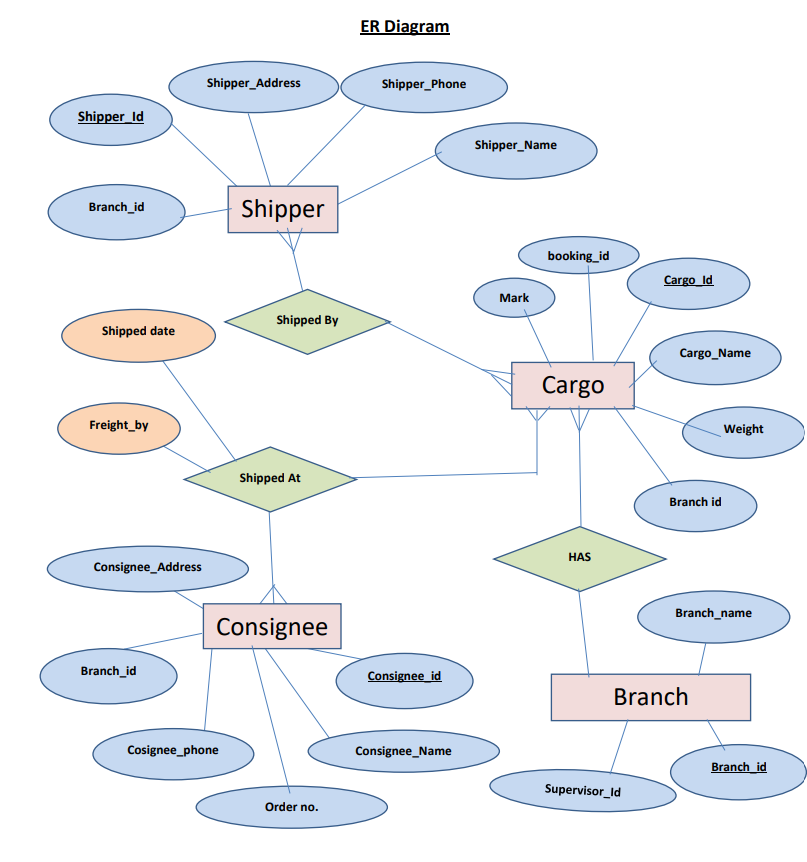 ER Diagram
Shipper_Address
Shipper_Phone
Shipper_Id
Shipper_Name
Branch_id
Shipper
booking_id
Cargo_Id
Mark
Shipped By
Shipped date
Cargo_Name
Cargo
Freight_by
Weight
Shipped At
Branch id
HAS
Consignee_Address
Branch_name
Consignee
Branch_id
Consignee_id
Branch
Cosignee_phone
Consignee_Name
Branch_id
Supervisor_Id
Order no.